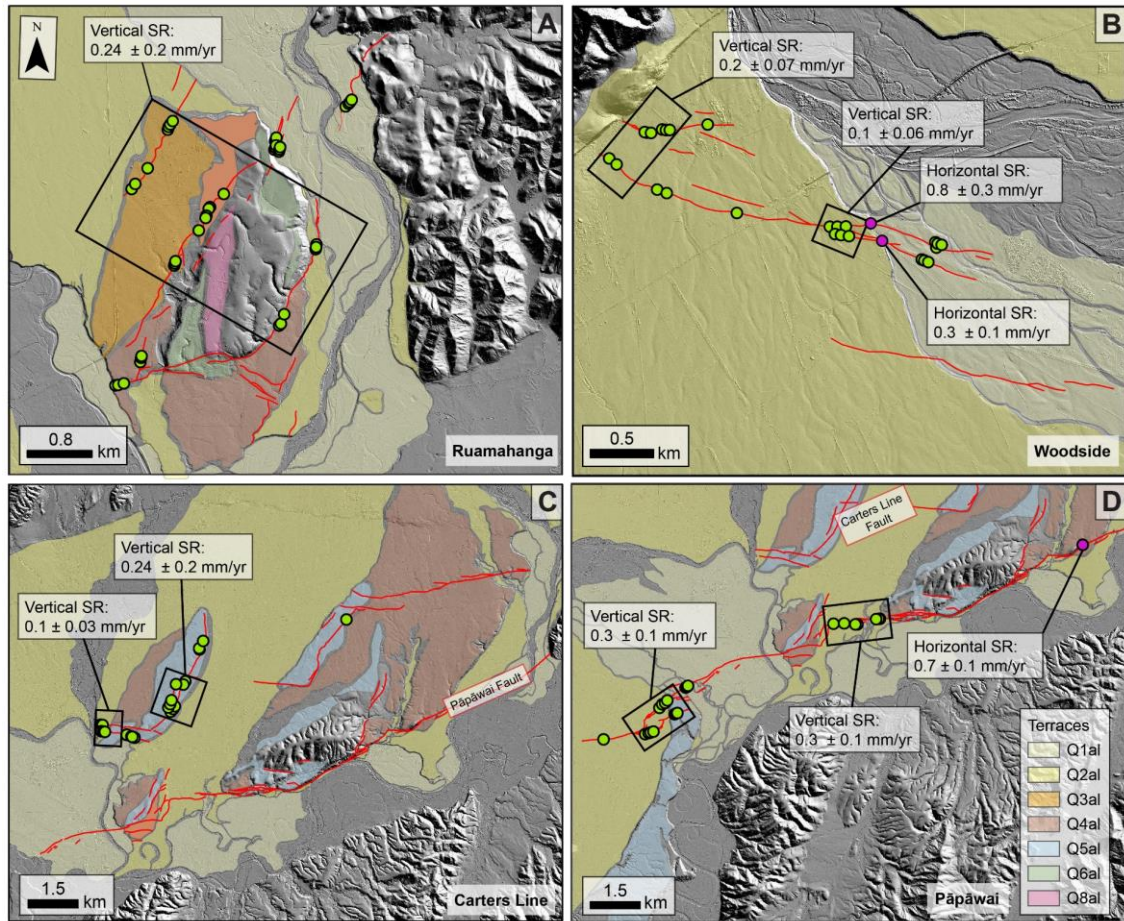 A
N
Vertical SR:
0.24 ± 0.2 mm/yr
0.8
km
Ruamahanga
B
Vertical SR:
0.2 ± 0.07 mm/yr
Vertical SR:
0.1 ± 0.06 mm/yr
Horizontal SR:
0.8 ± 0.3 mm/yr
Horizontal SR:
0.3 ± 0.1 mm/yr
0.5
km
Woodside
C
Vertical SR:
0.24 ± 0.2 mm/yr
Vertical SR:
0.1 ± 0.03 mm/yr
Pāpāwai Fault
1.5
km
Carters Line
D
Carters Line
Fault
Vertical SR:
0.3 ± 0.1 mm/yr
Horizontal SR:
0.7 ± 0.1 mm/yr
Vertical SR:
0.3 ± 0.1 mm/yr
Terraces
Q1al
Q2al
Q3al
Q4al
Q5al
Q6al
Q8al
1.5
km
Pāpāwai